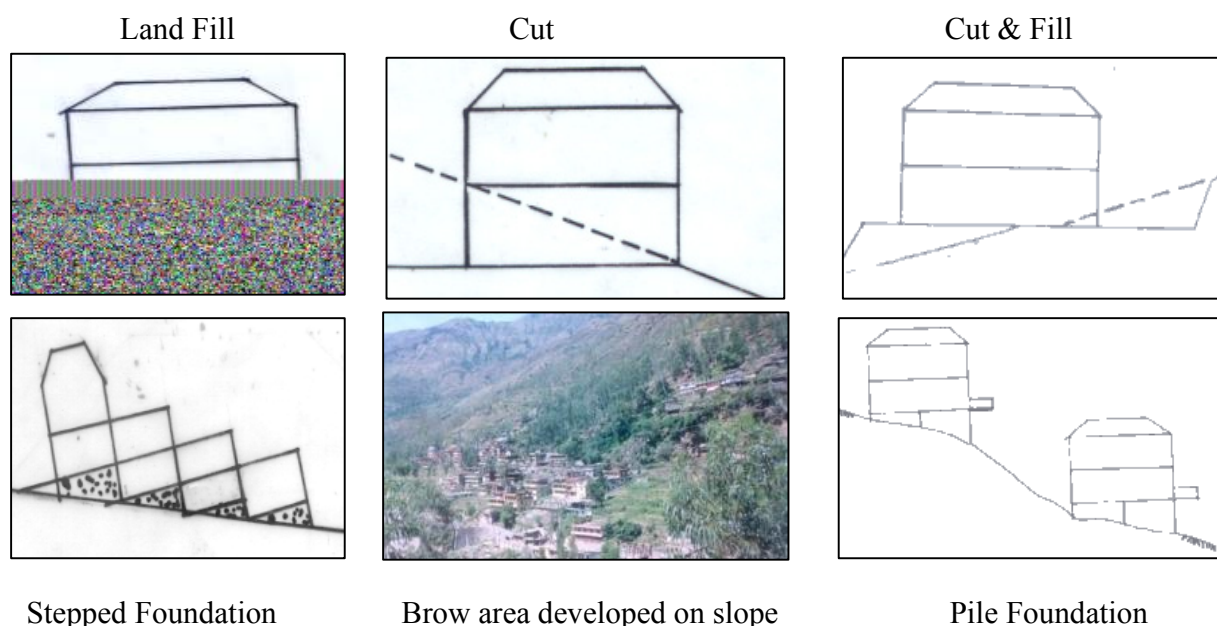 Land Fill
Cut
Cut & Fill
Stepped Foundation
Brow area developed on slope
Pile Foundation